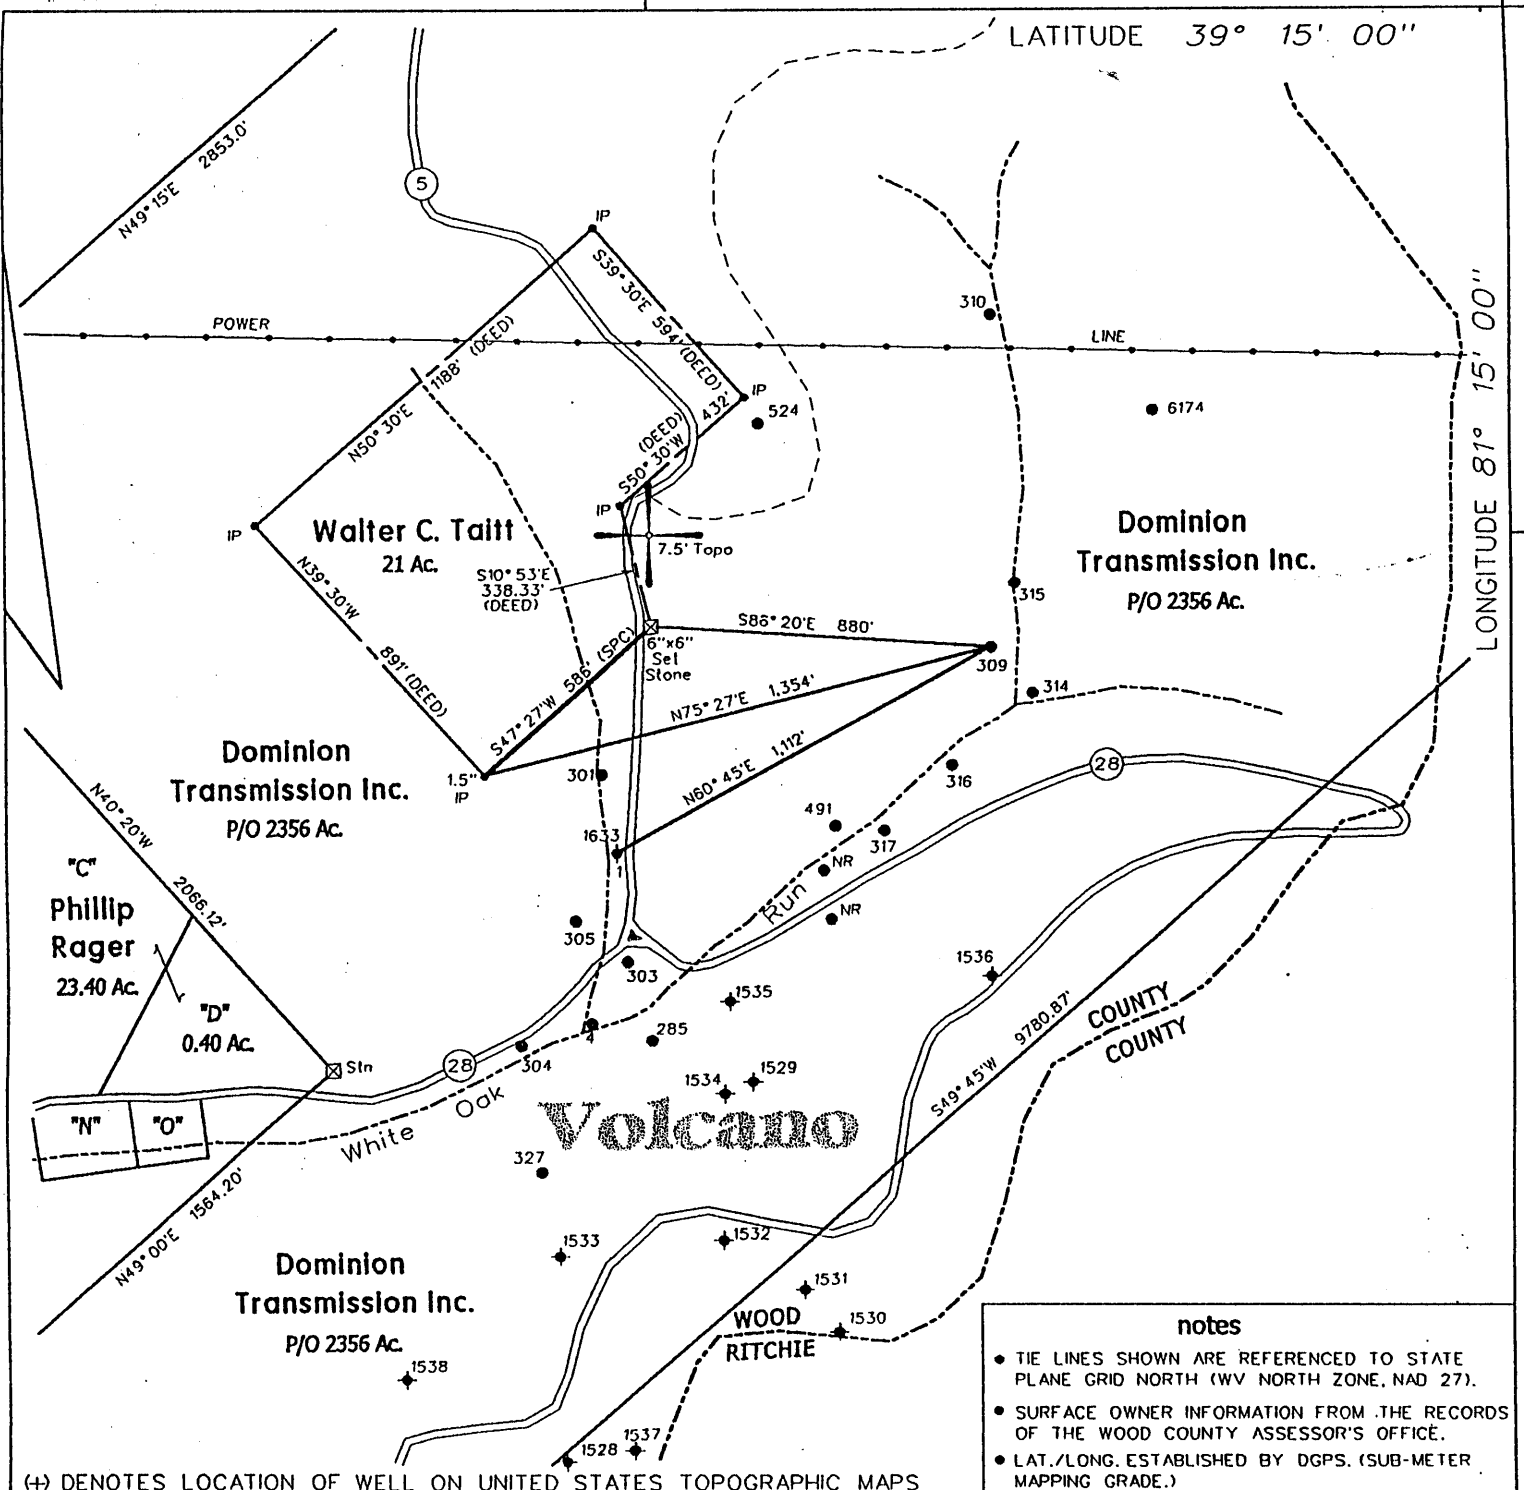 LATITUDE 39° 15' 00"
N49° 15'E 2853.0'
5
IP
S39° 30'E 594' (DEED)
310
POWER
LINE
LONGITUDE 81° 15' 00"
N50° 30'E 1188' (DEED)
IP
524
6174
(DEED)
S50° 30'W 432'
IP
IP
Walter C. Taitt
21 Ac.
7.5' Topo
Dominion
Transmission Inc.
P/O 2356 Ac.
S10° 53'E
338.33'
(DEED)
315
N39° 30'W 891' (DEED)
S86° 20'E 880'
6"x6"
Set
Stone
309
S47° 27'W 586' (SPC)
314
N75° 27'E 1,354'
Dominion
Transmission Inc.
P/O 2356 Ac.
1.5"
IP
301
N60° 45'E 1,112'
28
316
N40° 20'W 2066.12'
491
317
1633
1
NR
"C"
Phillip
Rager
23.40 Ac.
Run
NR
305
303
1536
"D"
0.40 Ac.
1535
COUNTY
COUNTY
S49° 45'W 9780.87'
4
285
304
Stn
28
1534
1529
"N"
"O"
White Oak
Volcano
327
N49° 00'E 1564.20'
1533
1532
Dominion
Transmission Inc.
P/O 2356 Ac.
1531
1530
WOOD
RITCHIE
1538
1537
1528
notes
● TIE LINES SHOWN ARE REFERENCED TO STATE
PLANE GRID NORTH (WV NORTH ZONE, NAD 27).
● SURFACE OWNER INFORMATION FROM THE RECORDS
OF THE WOOD COUNTY ASSESSOR'S OFFICE.
● LAT./LONG. ESTABLISHED BY DGPS. (SUB-METER
MAPPING GRADE.)
(+) DENOTES LOCATION OF WELL ON UNITED STATES TOPOGRAPHIC MAPS